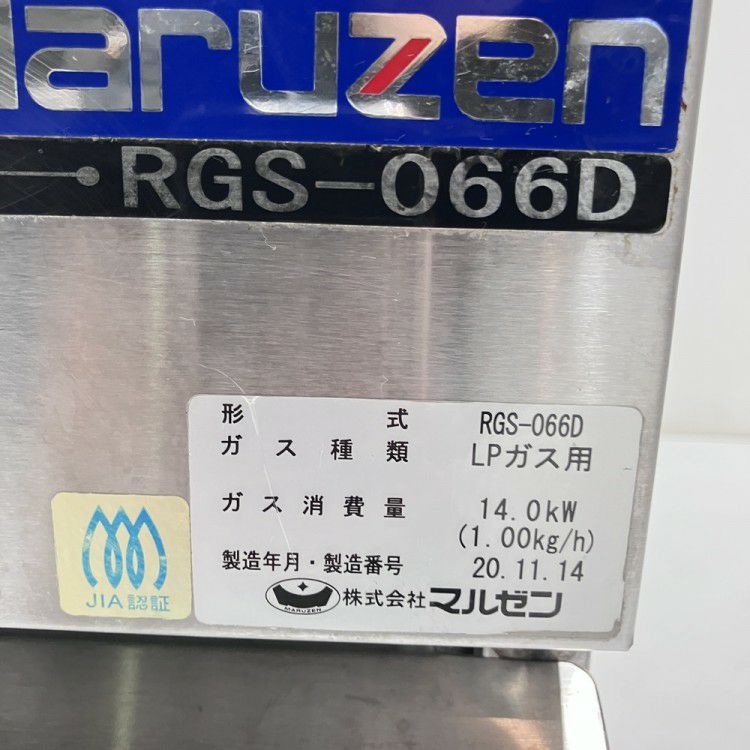 Maruzen
RGS-066D
形式 RGS-066D
ガス種類 LPガス用
ガス消費量 14.0kW
(1.00kg/h)
製造年月・製造番号 20.11.14
MARUZEN 株式会社マルゼン
JIA認証